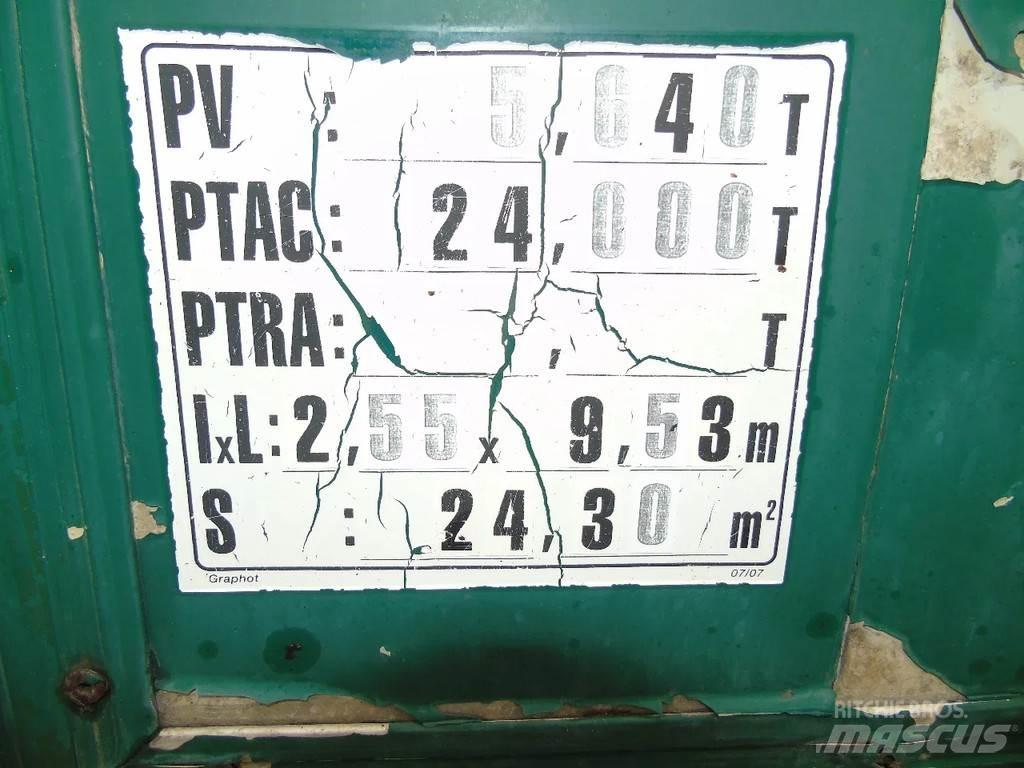 PV : 5,640 T
PTAC: 24,000 T
PTRA: , T
lxL: 2,55 x 9,53 m
S : 24,30 m²
Graphot 07/07
RITCHIE BROS.
MASCUS